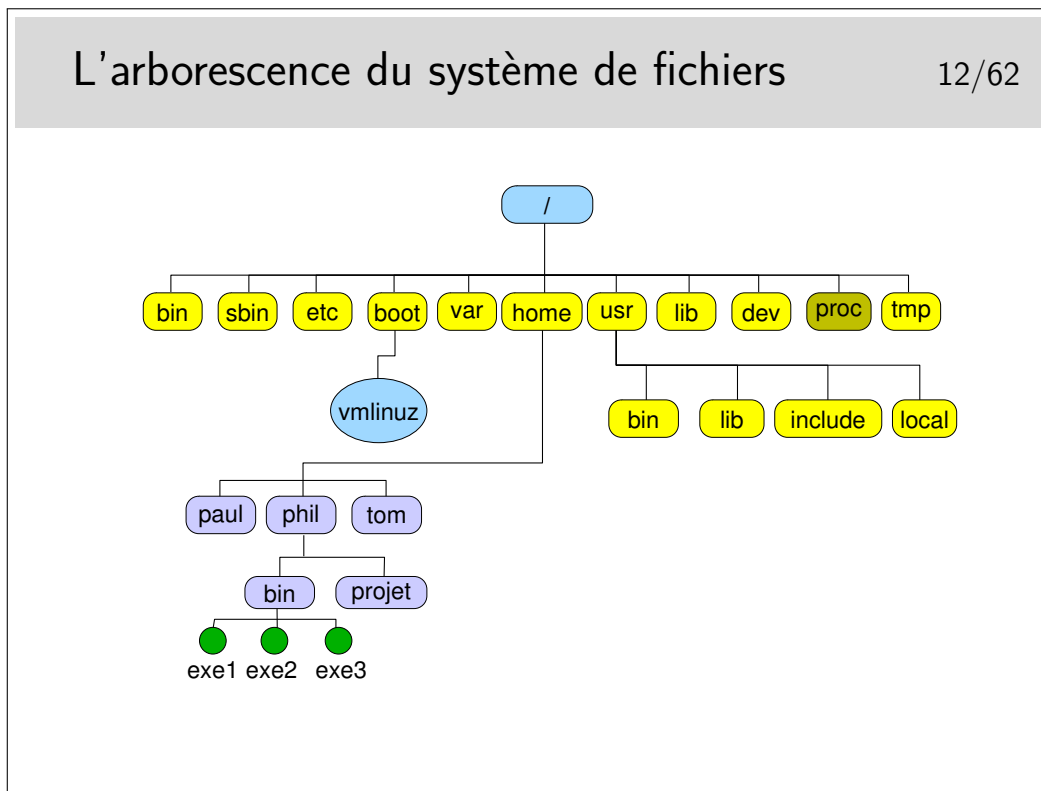 L'arborescence du système de fichiers 12/62
/
bin sbin etc boot var home usr lib dev proc tmp
vmlinuz bin lib include local
paul phil tom
bin projet
exe1 exe2 exe3